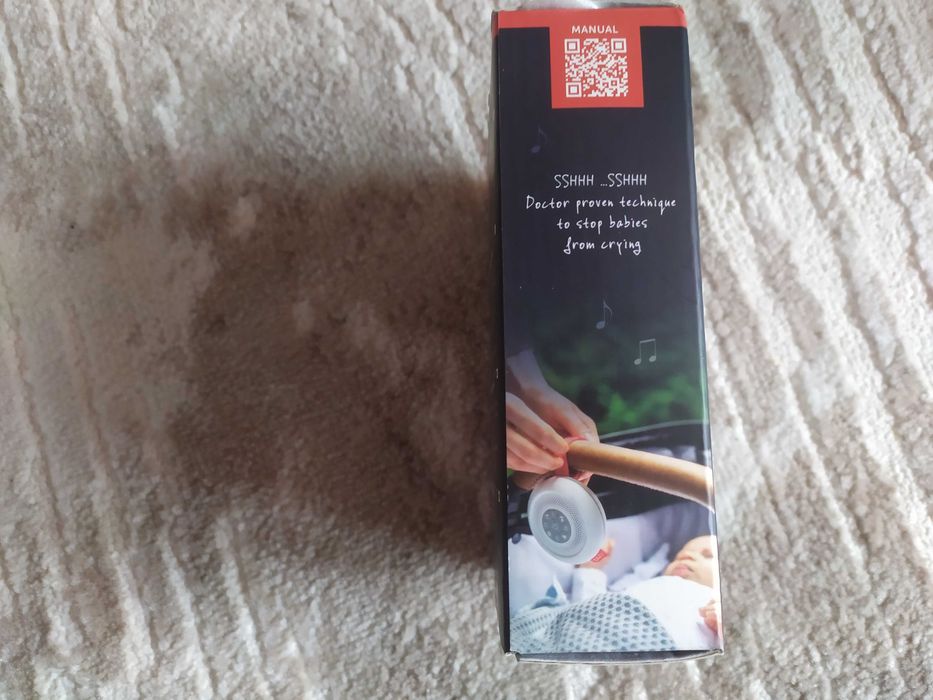 MANUAL
SSHHH ...SSHHH
Doctor proven technique
to stop babies
from crying